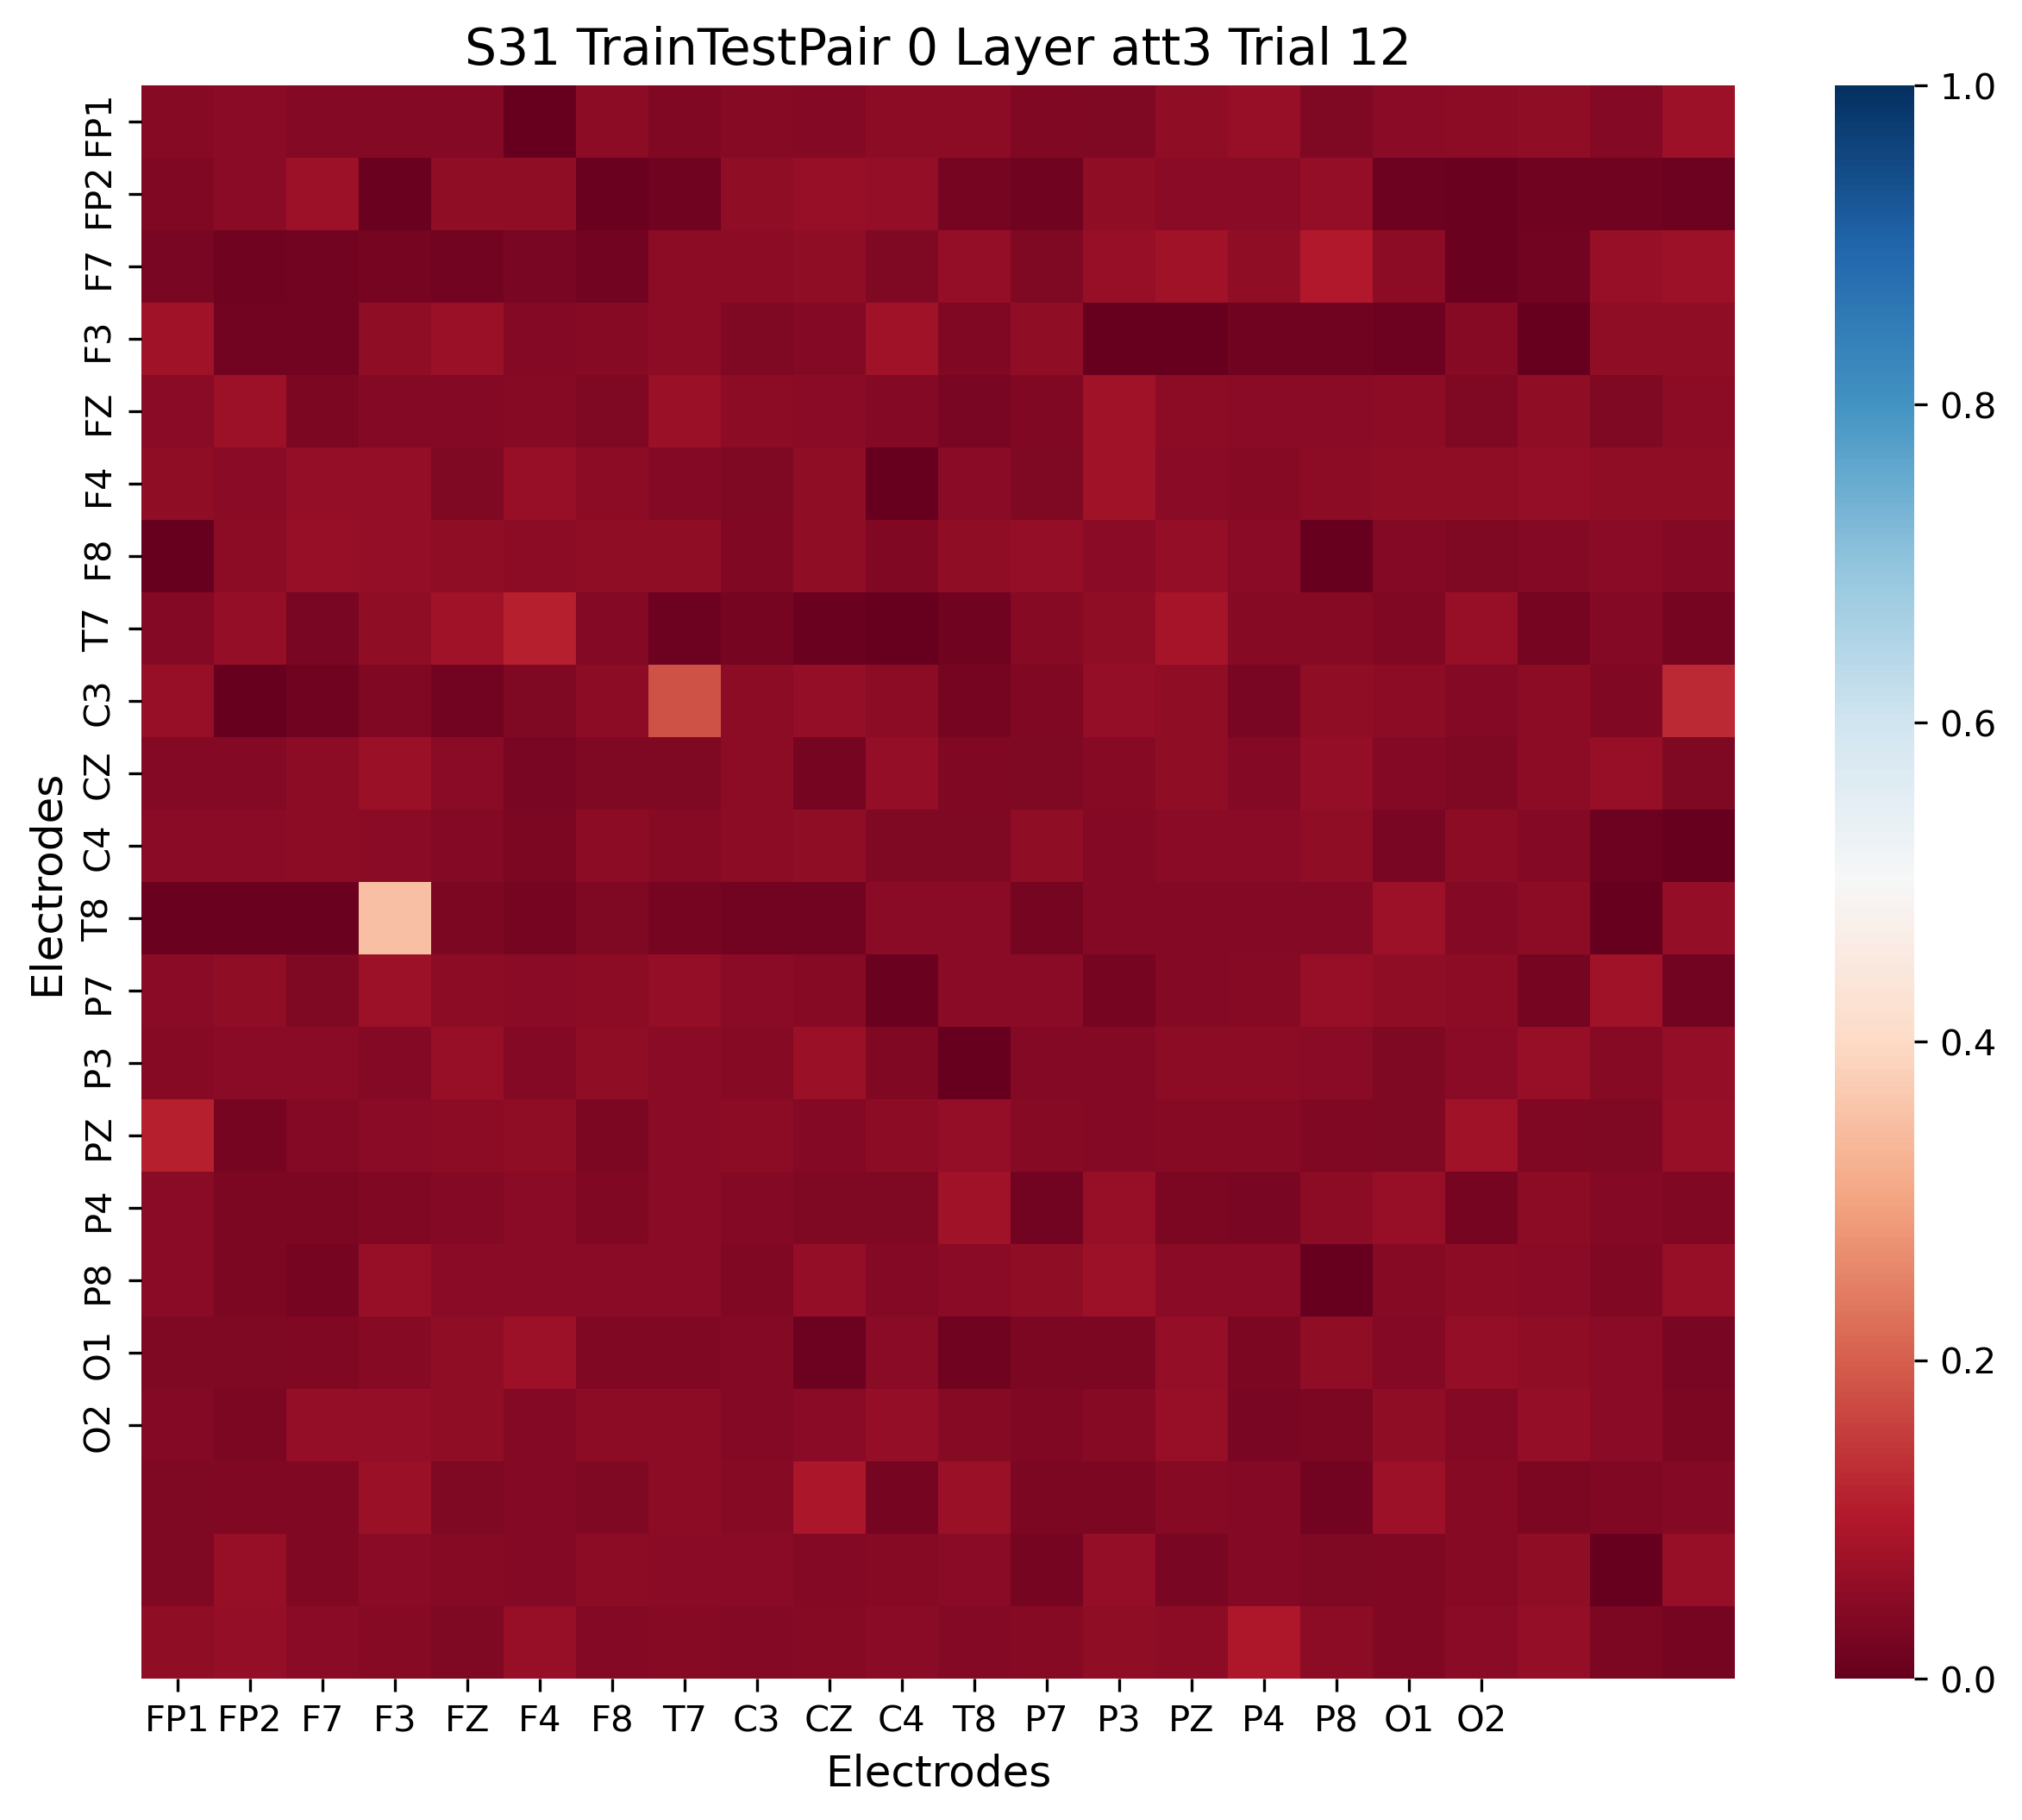 S31 TrainTestPair 0 Layer att3 Trial 12
Electrodes
FP1
FP2
F7
F3
FZ
F4
F8
T7
C3
CZ
C4
T8
P7
P3
PZ
P4
P8
O1
O2
FP1 FP2 F7 F3 FZ F4 F8 T7 C3 CZ C4 T8 P7 P3 PZ P4 P8 O1 O2
Electrodes
1.0
0.8
0.6
0.4
0.2
0.0